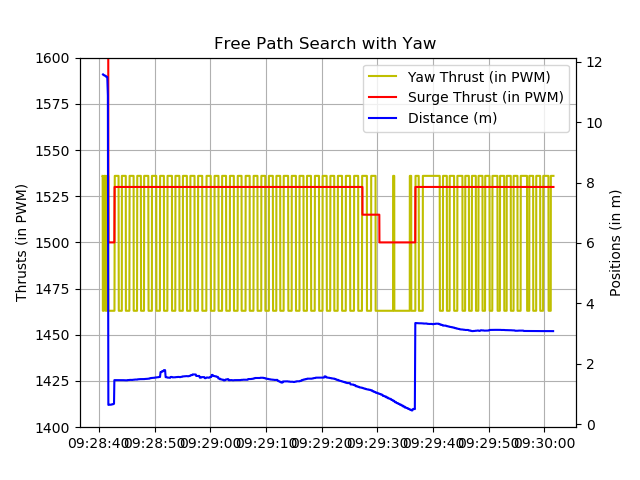 Free Path Search with Yaw
Yaw Thrust (in PWM)
Surge Thrust (in PWM)
Distance (m)
Thrusts (in PWM)
1600
1575
1550
1525
1500
1475
1450
1425
1400
Positions (in m)
12
10
8
6
4
2
0
09:28:40 09:28:50 09:29:00 09:29:10 09:29:20 09:29:30 09:29:40 09:29:50 09:30:00